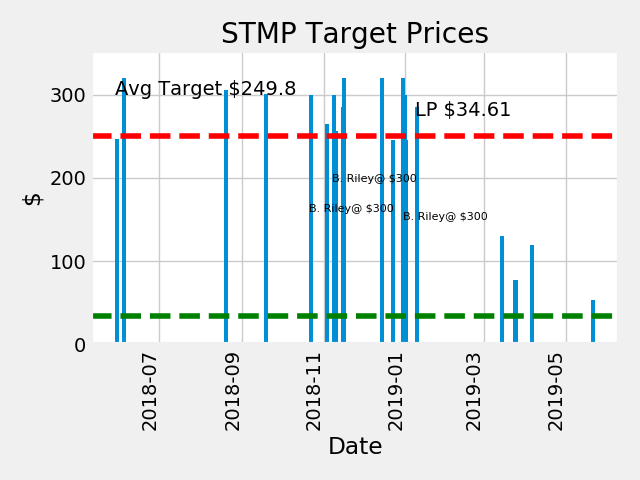 STMP Target Prices
Avg Target $249.8
LP $34.61
B. Riley@ $300
B. Riley@ $300
B. Riley@ $300
$
300
200
100
0
2018-07
2018-09
2018-11
2019-01
2019-03
2019-05
Date